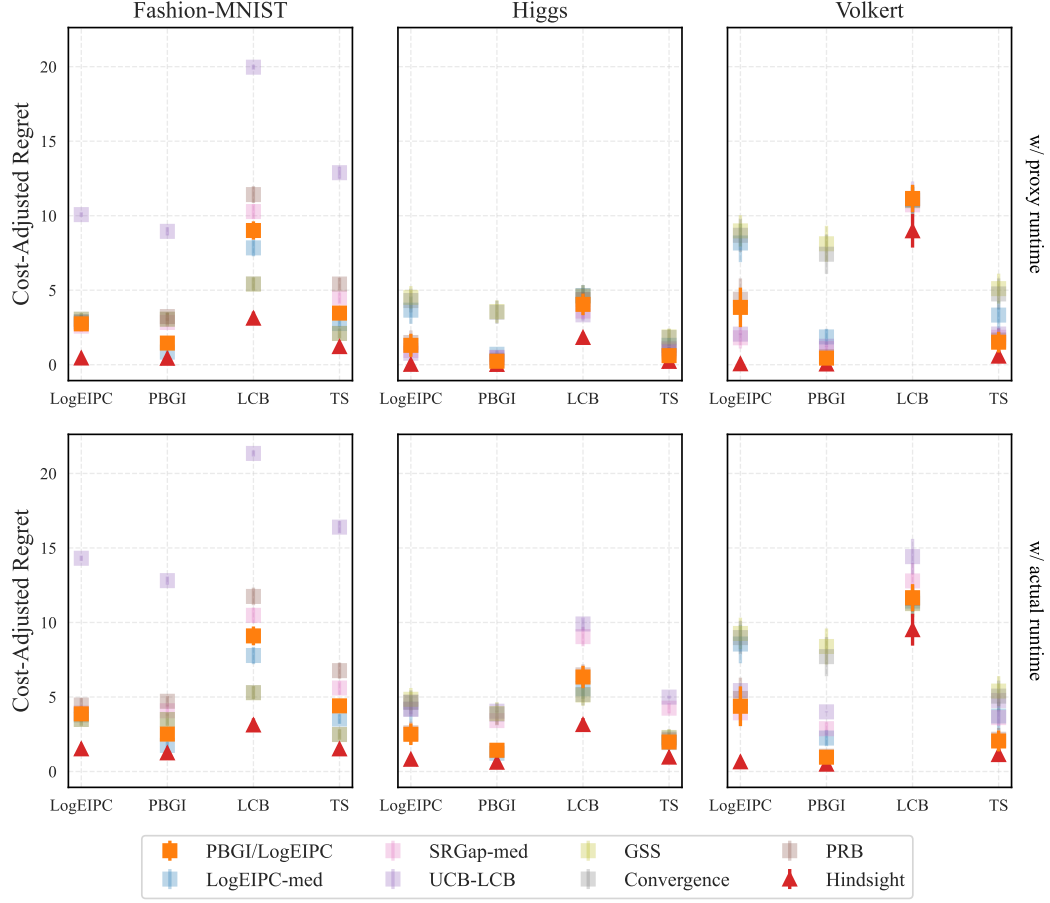 Fashion-MNIST Higgs Volkert
Cost-Adjusted Regret
20
15
10
5
0
LogEIPC PBGI LCB TS
LogEIPC PBGI LCB TS
LogEIPC PBGI LCB TS
w/ proxy runtime
Cost-Adjusted Regret
20
15
10
5
0
LogEIPC PBGI LCB TS
LogEIPC PBGI LCB TS
LogEIPC PBGI LCB TS
w/ actual runtime
PBGI/LogEIPC SRGap-med GSS PRB
LogEIPC-med UCB-LCB Convergence Hindsight